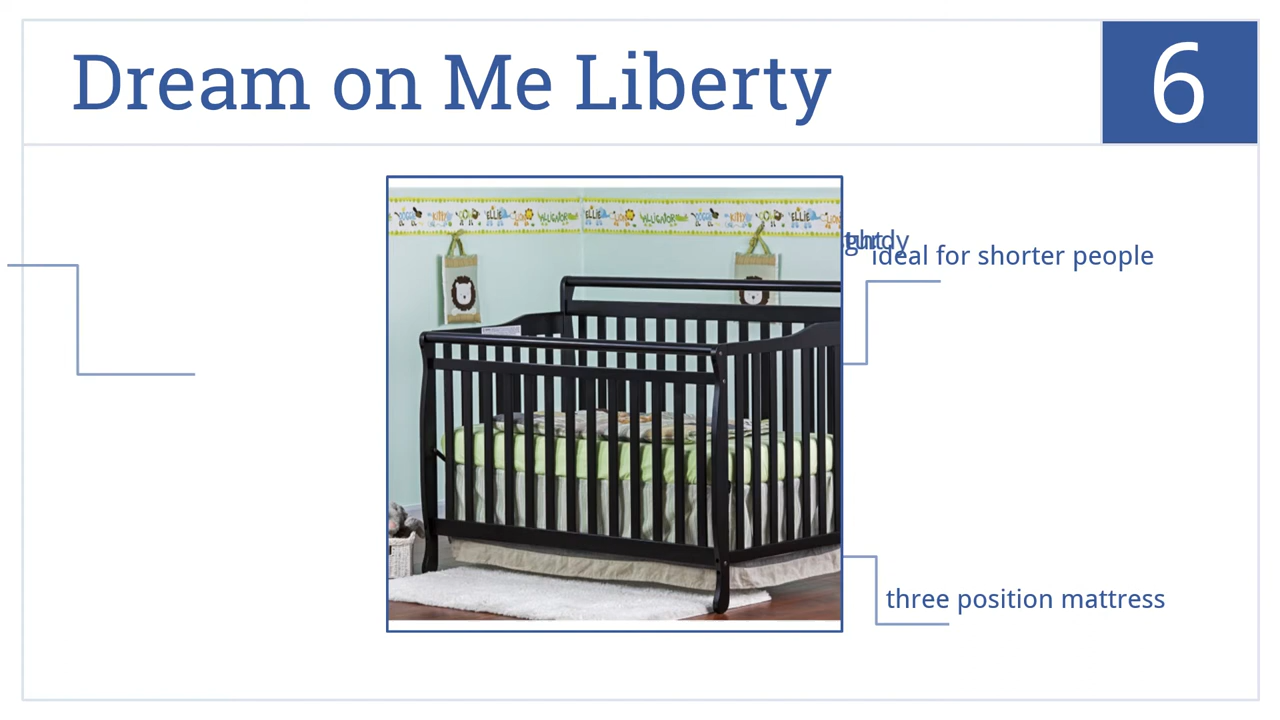 Dream on Me Liberty
6
ideal for shorter people
three position mattress